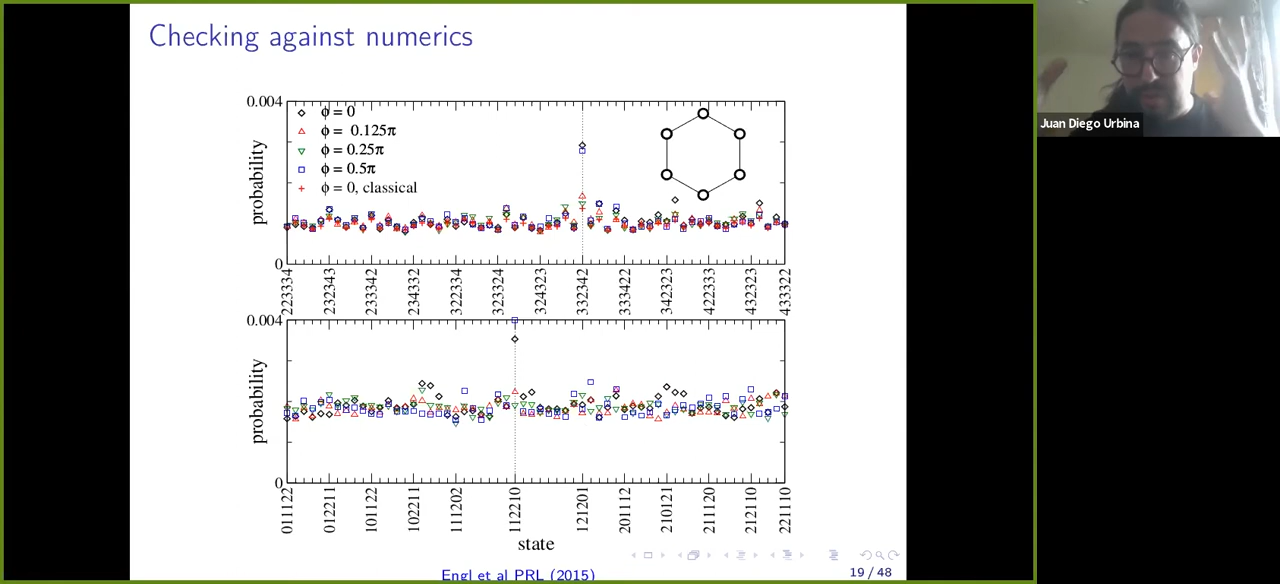 Checking against numerics
Juan Diego Urbina
0.004
ϕ = 0
ϕ = 0.125π
ϕ = 0.25π
ϕ = 0.5π
ϕ = 0, classical
probability
0
223334
232343
233342
234332
322334
323324
324323
332342
333422
342323
422333
432323
433322
0.004
probability
0
011122
012211
101122
102211
111202
112210
121201
201112
210121
211120
212110
221110
state
Engl et al PRL (2015)
19 / 48